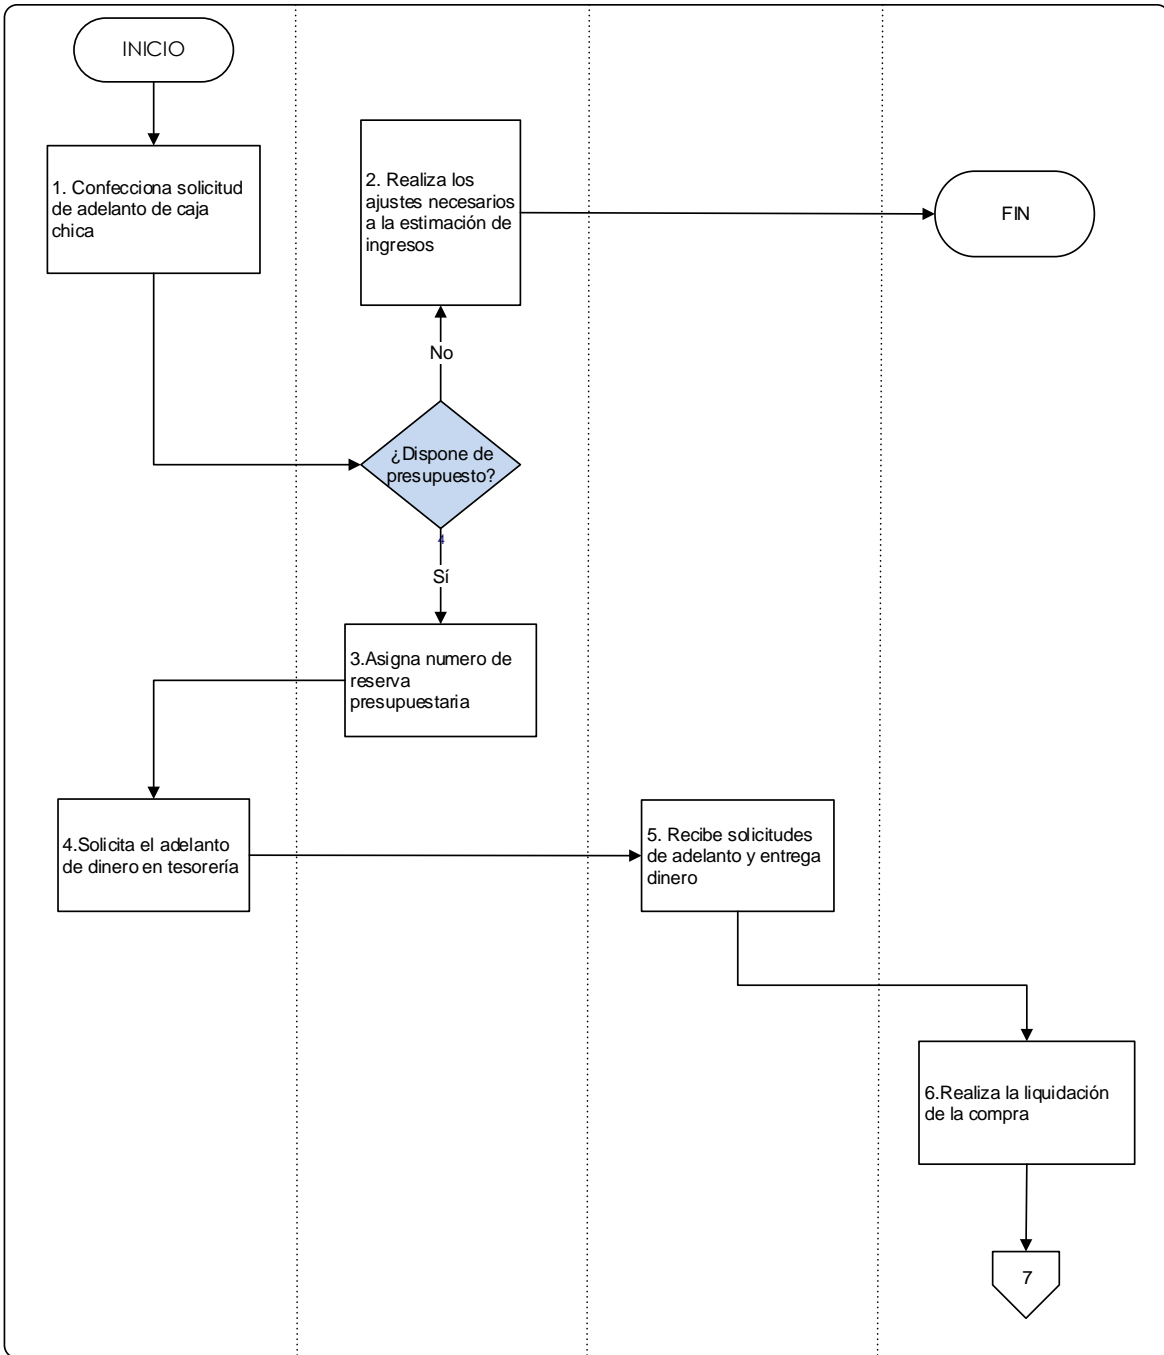 INICIO
1. Confecciona solicitud
de adelanto de caja
chica
2. Realiza los
ajustes necesarios
a la estimación de
ingresos
FIN
No
¿Dispone de
presupuesto?
4
Sí
3.Asigna numero de
reserva
presupuestaria
4.Solicita el adelanto
de dinero en tesorería
5. Recibe solicitudes
de adelanto y entrega
dinero
6.Realiza la liquidación
de la compra
7